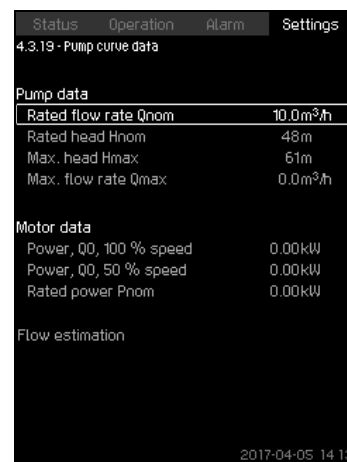 Status Operation Alarm Settings
4.3.19 - Pump curve data
Pump data
Rated flow rate Qnom 10.0m³/h
Rated head Hnom 48m
Max. head Hmax 61m
Max. flow rate Qmax 0.0m³/h
Motor data
Power, Q0, 100 % speed 0.00kW
Power, Q0, 50 % speed 0.00kW
Rated power Pnom 0.00kW
Flow estimation
2017-04-05 14 1